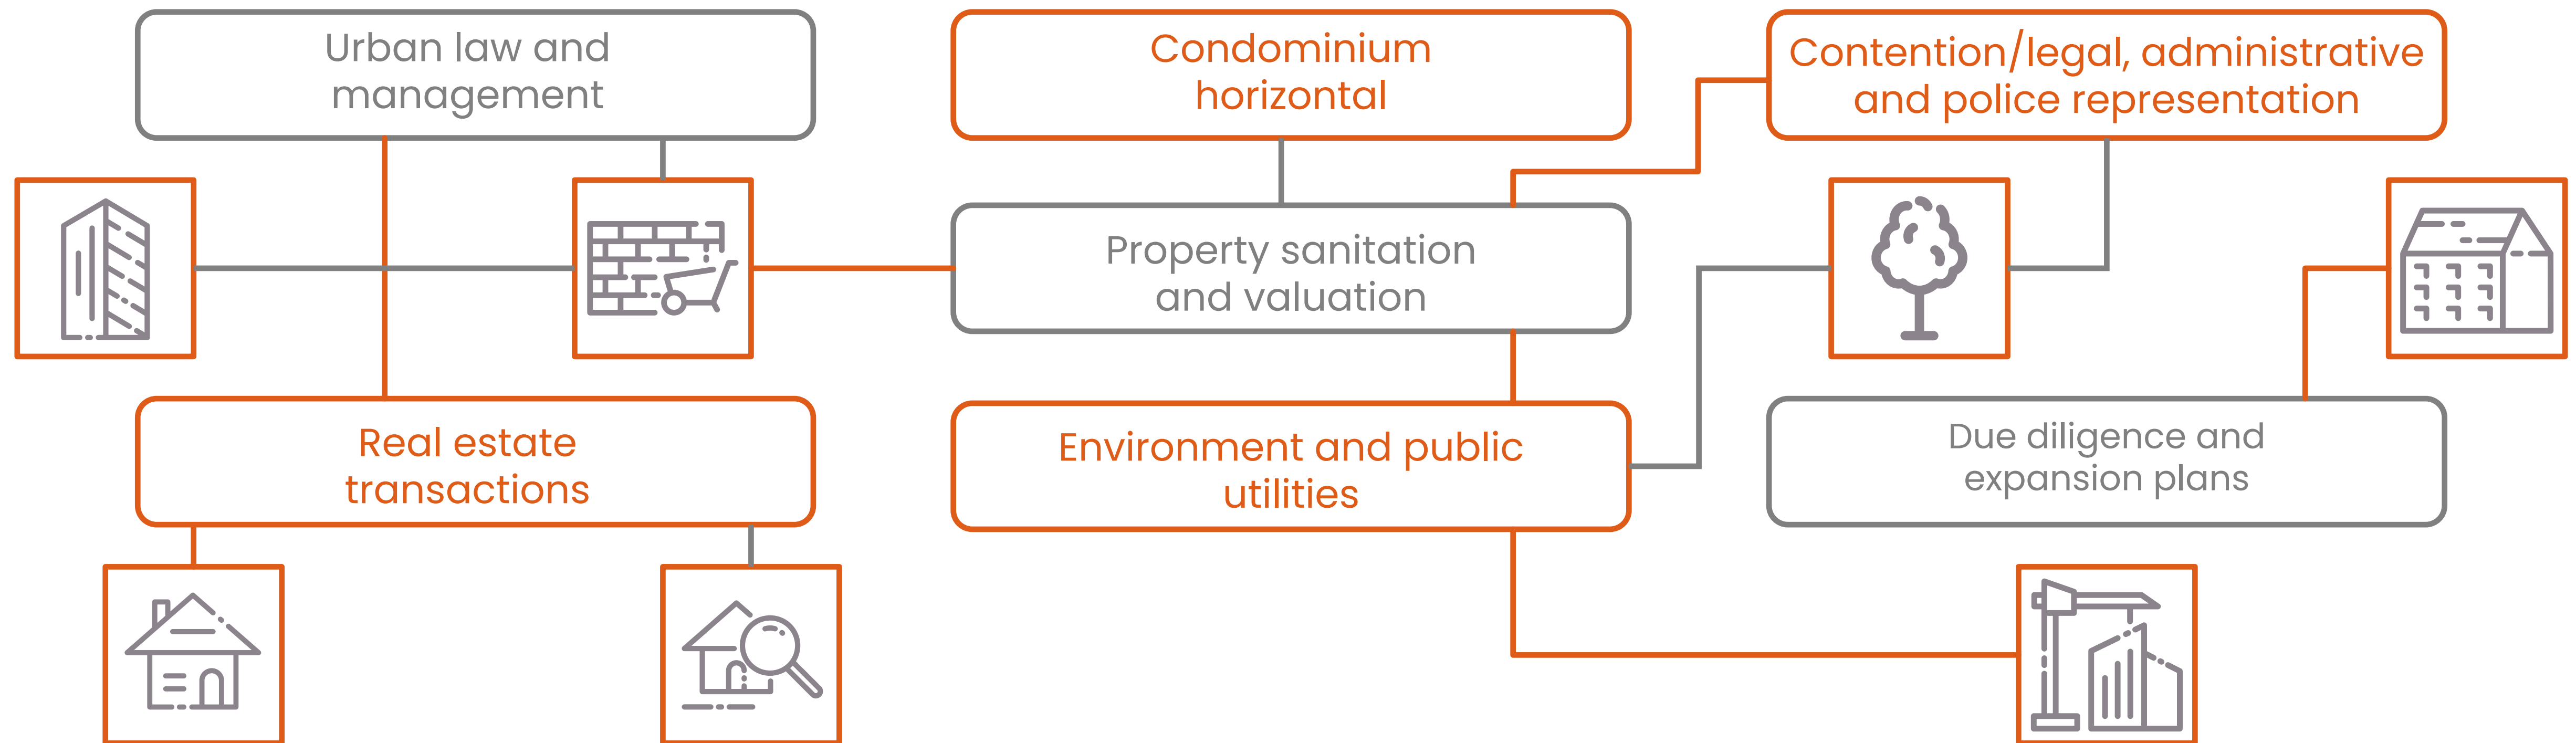 Urban law and
management
Condominium
horizontal
Contention/legal, administrative
and police representation
Property sanitation
and valuation
Real estate
transactions
Environment and public
utilities
Due diligence and
expansion plans